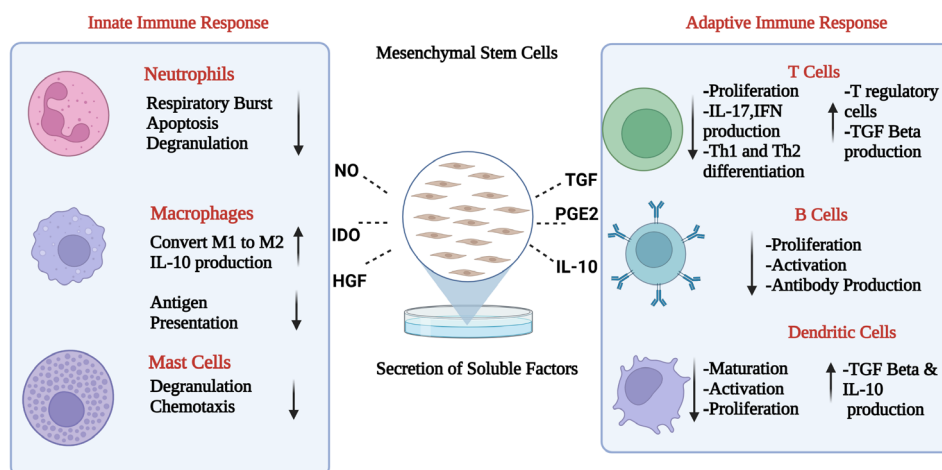 Innate Immune Response
Neutrophils
Respiratory Burst
Apoptosis
Degranulation
Macrophages
Convert M1 to M2
IL-10 production
Antigen
Presentation
Mast Cells
Degranulation
Chemotaxis
Mesenchymal Stem Cells
NO
IDO
HGF
TGF
PGE2
IL-10
Secretion of Soluble Factors
Adaptive Immune Response
T Cells
-Proliferation
-IL-17,IFN
production
-Th1 and Th2
differentiation
-T regulatory
cells
-TGF Beta
production
B Cells
-Proliferation
-Activation
-Antibody Production
Dendritic Cells
-Maturation
-Activation
-Proliferation
-TGF Beta &
IL-10
production